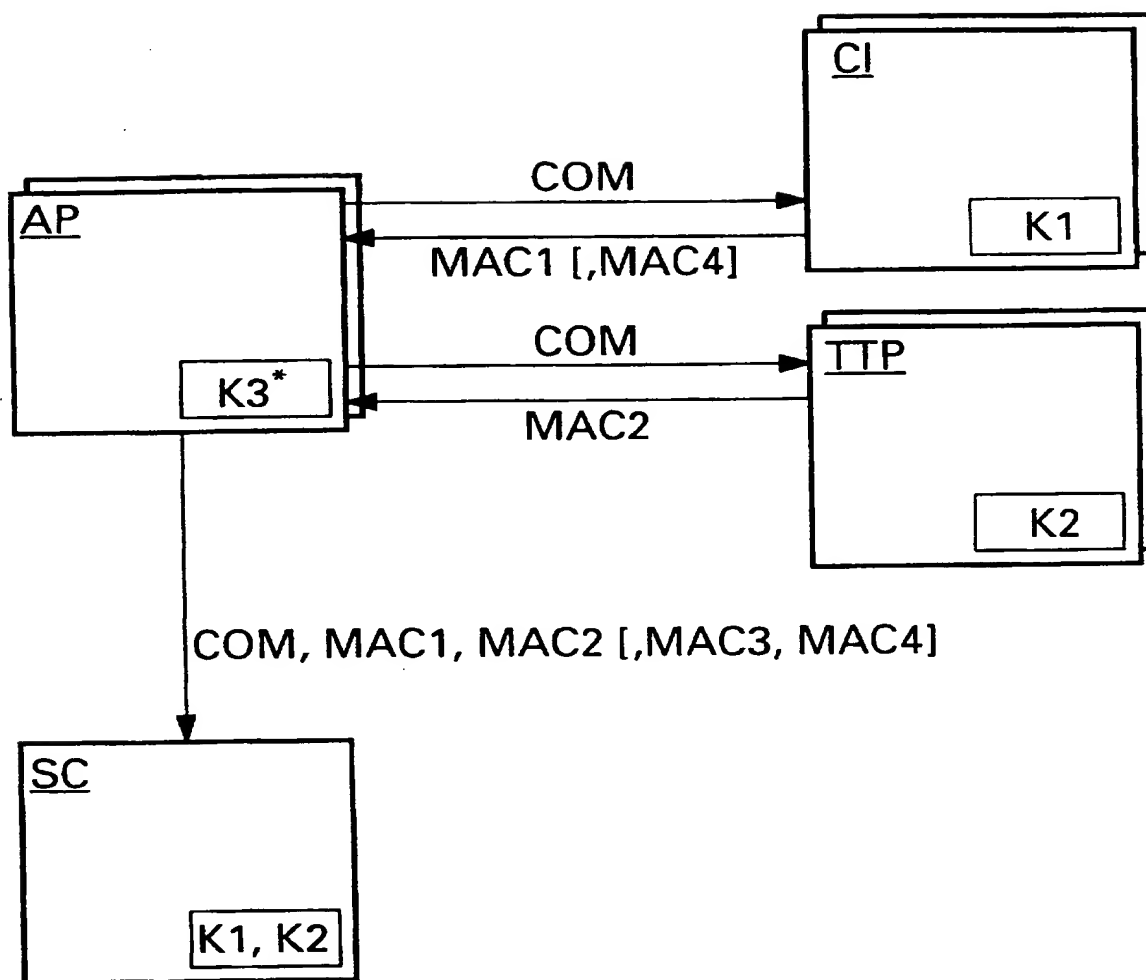 CI
COM
AP
K1
MAC1 [,MAC4]
COM
TTP
K3*
MAC2
K2
COM, MAC1, MAC2 [,MAC3, MAC4]
SC
K1, K2